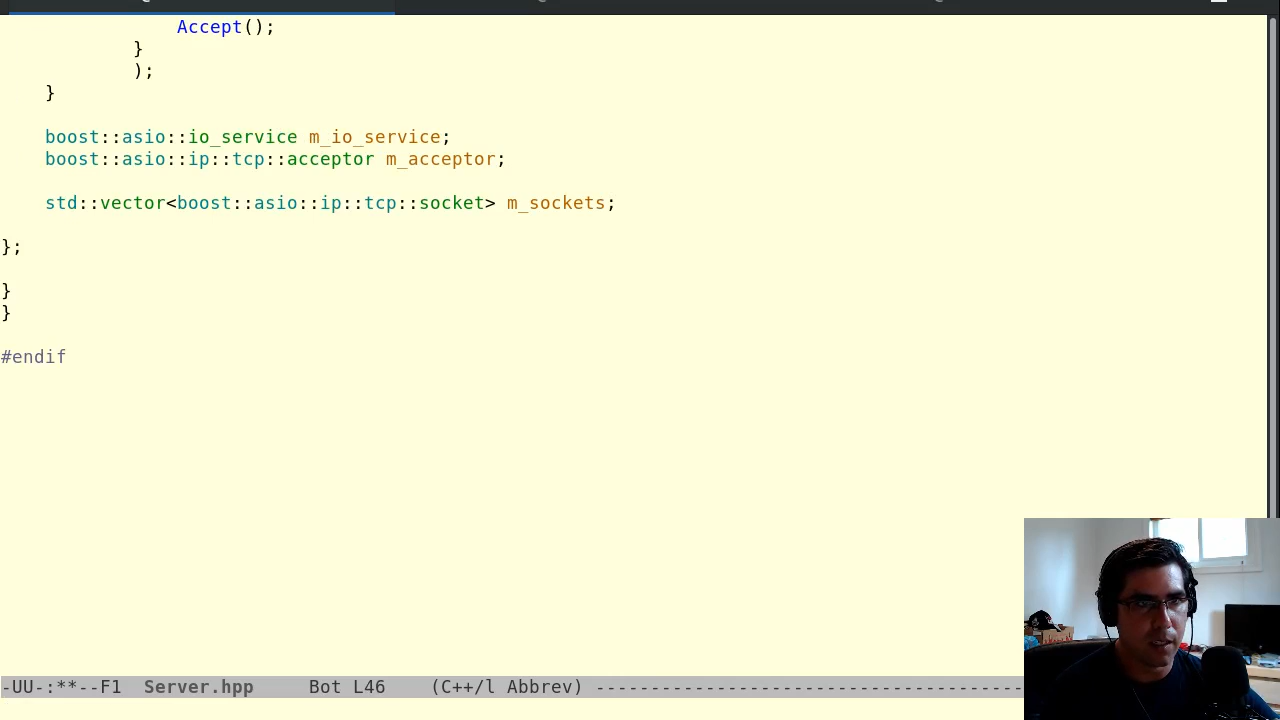 Accept();
}
);
}
boost::asio::io_service m_io_service;
boost::asio::ip::tcp::acceptor m_acceptor;
std::vector<boost::asio::ip::tcp::socket> m_sockets;
};
}
}
#endif
-UU-:**--F1  Server.hpp     Bot L46    (C++/l Abbrev) ---------------------------------------